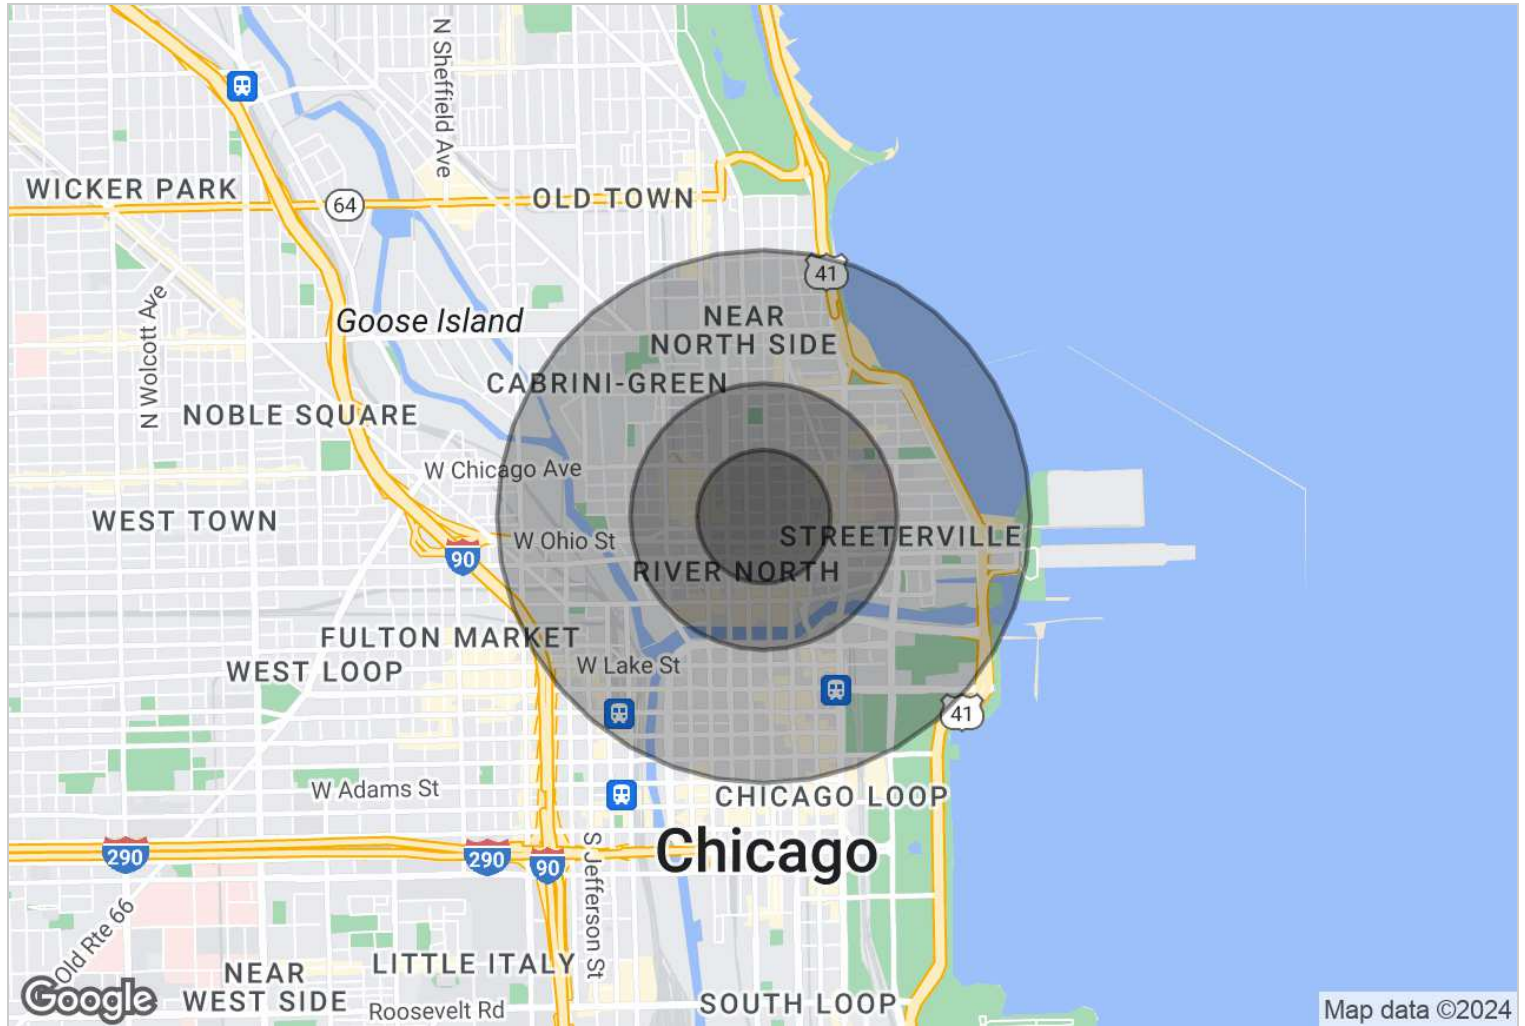 N Sheffield Ave
WICKER PARK
64
OLD TOWN
41
N Wolcott Ave
Goose Island
NEAR
NORTH SIDE
CABRINI-GREEN
NOBLE SQUARE
W Chicago Ave
WEST TOWN
W Ohio St
STREETERVILLE
90
RIVER NORTH
FULTON MARKET
WEST LOOP
W Lake St
41
W Adams St
CHICAGO LOOP
290
290
90
Chicago
S Jefferson St
Old Rte 66
LITTLE ITALY
NEAR
WEST SIDE
Roosevelt Rd
SOUTH LOOP
Google
Map data ©2024